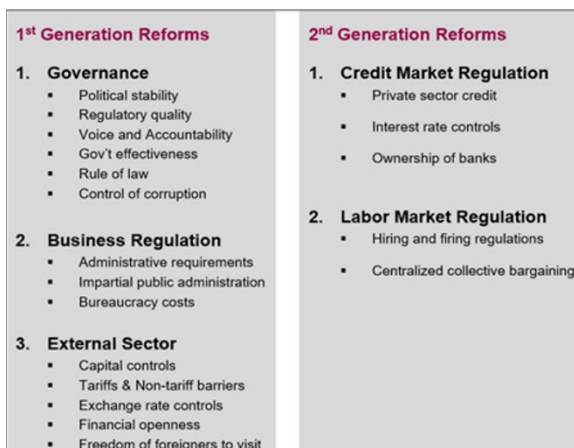 1st Generation Reforms
1. Governance
▪ Political stability
▪ Regulatory quality
▪ Voice and Accountability
▪ Gov't effectiveness
▪ Rule of law
▪ Control of corruption
2. Business Regulation
▪ Administrative requirements
▪ Impartial public administration
▪ Bureaucracy costs
3. External Sector
▪ Capital controls
▪ Tariffs & Non-tariff barriers
▪ Exchange rate controls
▪ Financial openness
▪ Freedom of foreigners to visit
2nd Generation Reforms
1. Credit Market Regulation
▪ Private sector credit
▪ Interest rate controls
▪ Ownership of banks
2. Labor Market Regulation
▪ Hiring and firing regulations
▪ Centralized collective bargaining